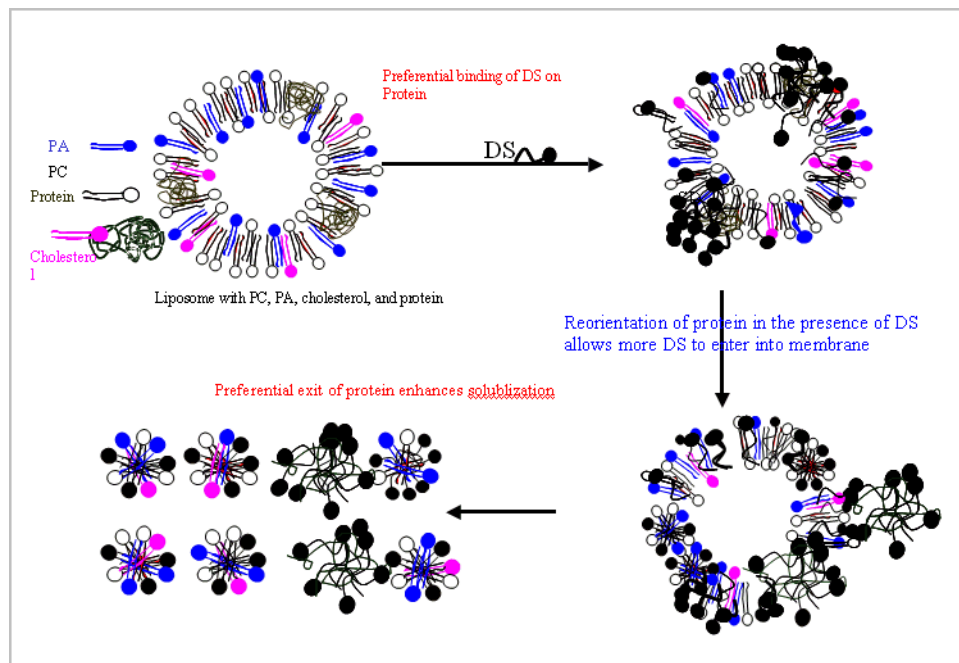 Preferential binding of DS on
Protein
DS
PA
PC
Protein
Cholestero
l
Liposome with PC, PA, cholesterol, and protein
Reorientation of protein in the presence of DS
allows more DS to enter into membrane
Preferential exit of protein enhances solublization